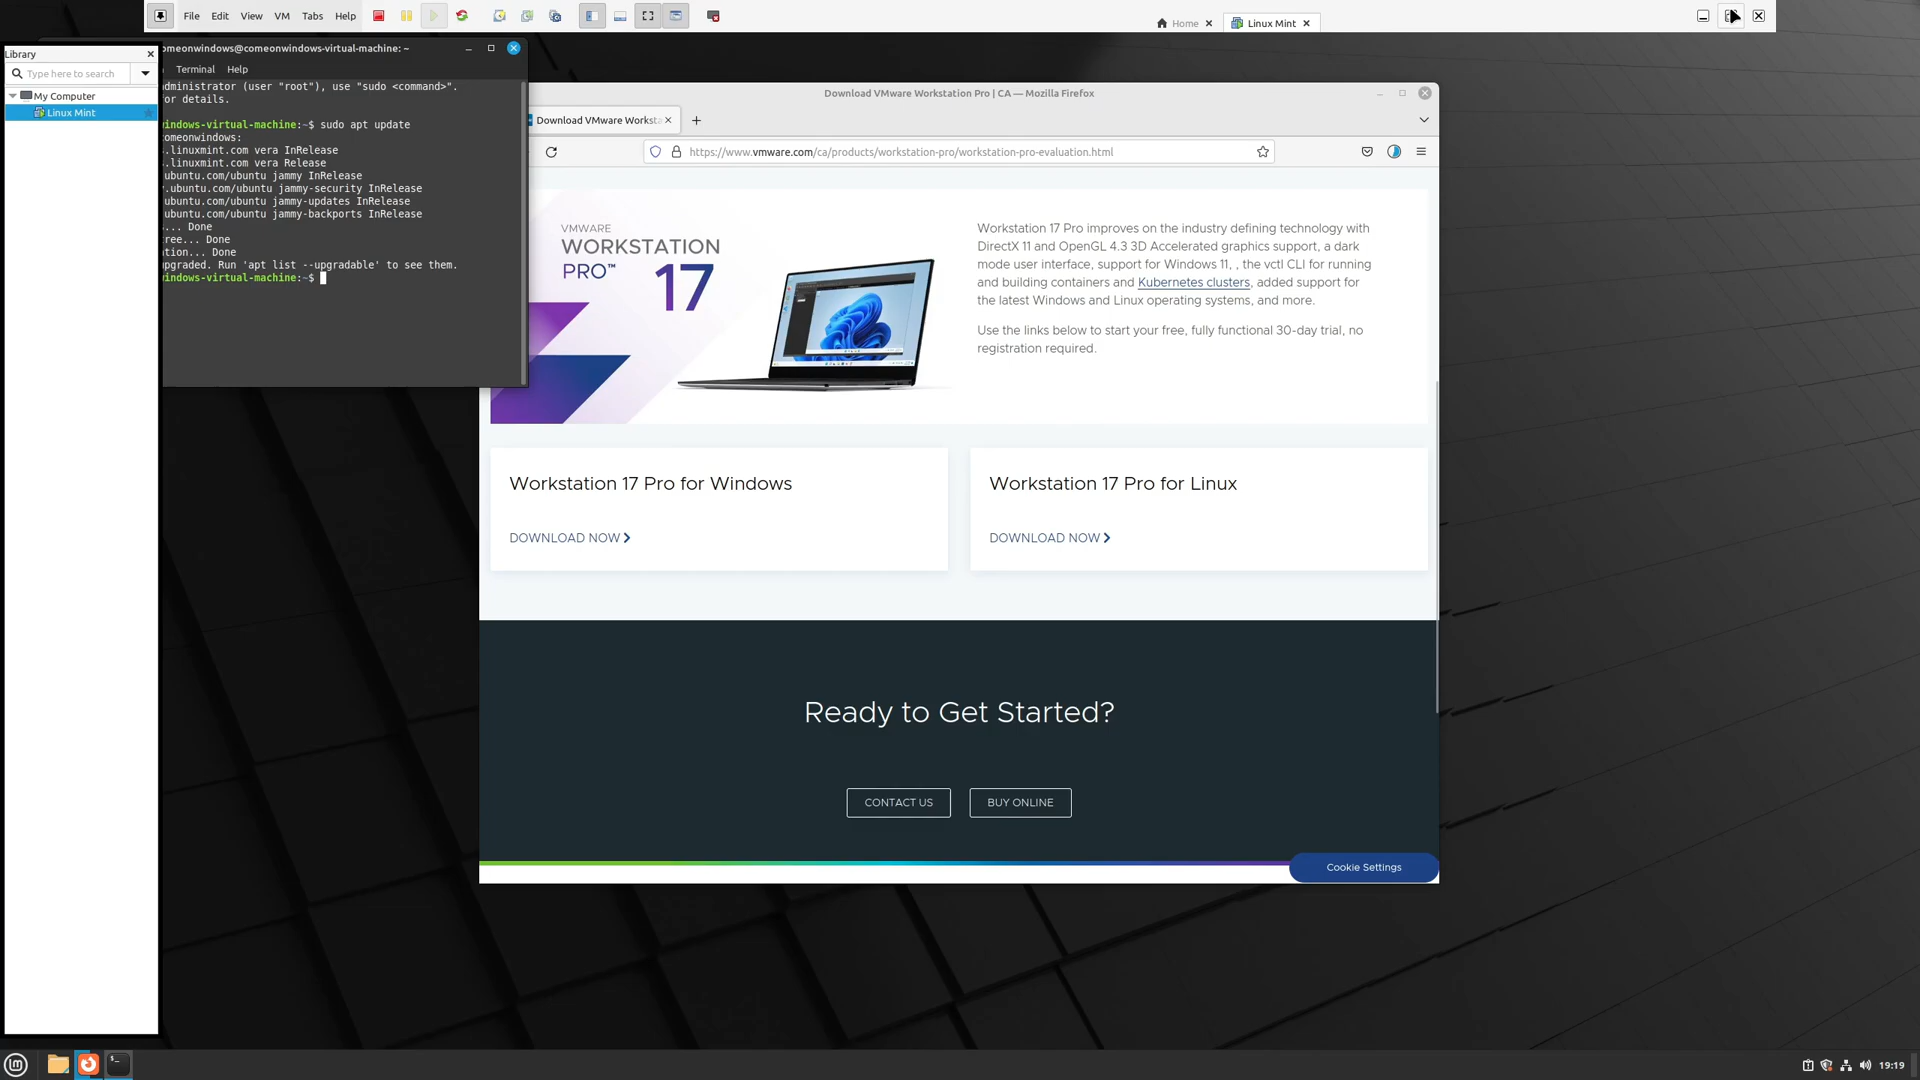 File Edit View VM Tabs Help
Home
Linux Mint
Library
Type here to search
My Computer
Linux Mint
omeonwindows@comeonwindows-virtual-machine: ~
Terminal Help
dministrator (user "root"), use "sudo <command>".
or details.
indows-virtual-machine:~$ sudo apt update
omeonwindows:
.linuxmint.com vera InRelease
.linuxmint.com vera Release
ubuntu.com/ubuntu jammy InRelease
.ubuntu.com/ubuntu jammy-security InRelease
ubuntu.com/ubuntu jammy-updates InRelease
ubuntu.com/ubuntu jammy-backports InRelease
... Done
ree... Done
tion... Done
pgraded. Run 'apt list --upgradable' to see them.
indows-virtual-machine:~$
Download VMware Workstation Pro | CA — Mozilla Firefox
Download VMware Worksta
https://www.vmware.com/ca/products/workstation-pro/workstation-pro-evaluation.html
VMWARE
WORKSTATION
PRO™ 17
Workstation 17 Pro improves on the industry defining technology with
DirectX 11 and OpenGL 4.3 3D Accelerated graphics support, a dark
mode user interface, support for Windows 11, , the vctl CLI for running
and building containers and Kubernetes clusters, added support for
the latest Windows and Linux operating systems, and more.
Use the links below to start your free, fully functional 30-day trial, no
registration required.
Workstation 17 Pro for Windows
DOWNLOAD NOW
Workstation 17 Pro for Linux
DOWNLOAD NOW
Ready to Get Started?
CONTACT US
BUY ONLINE
Cookie Settings
19:19